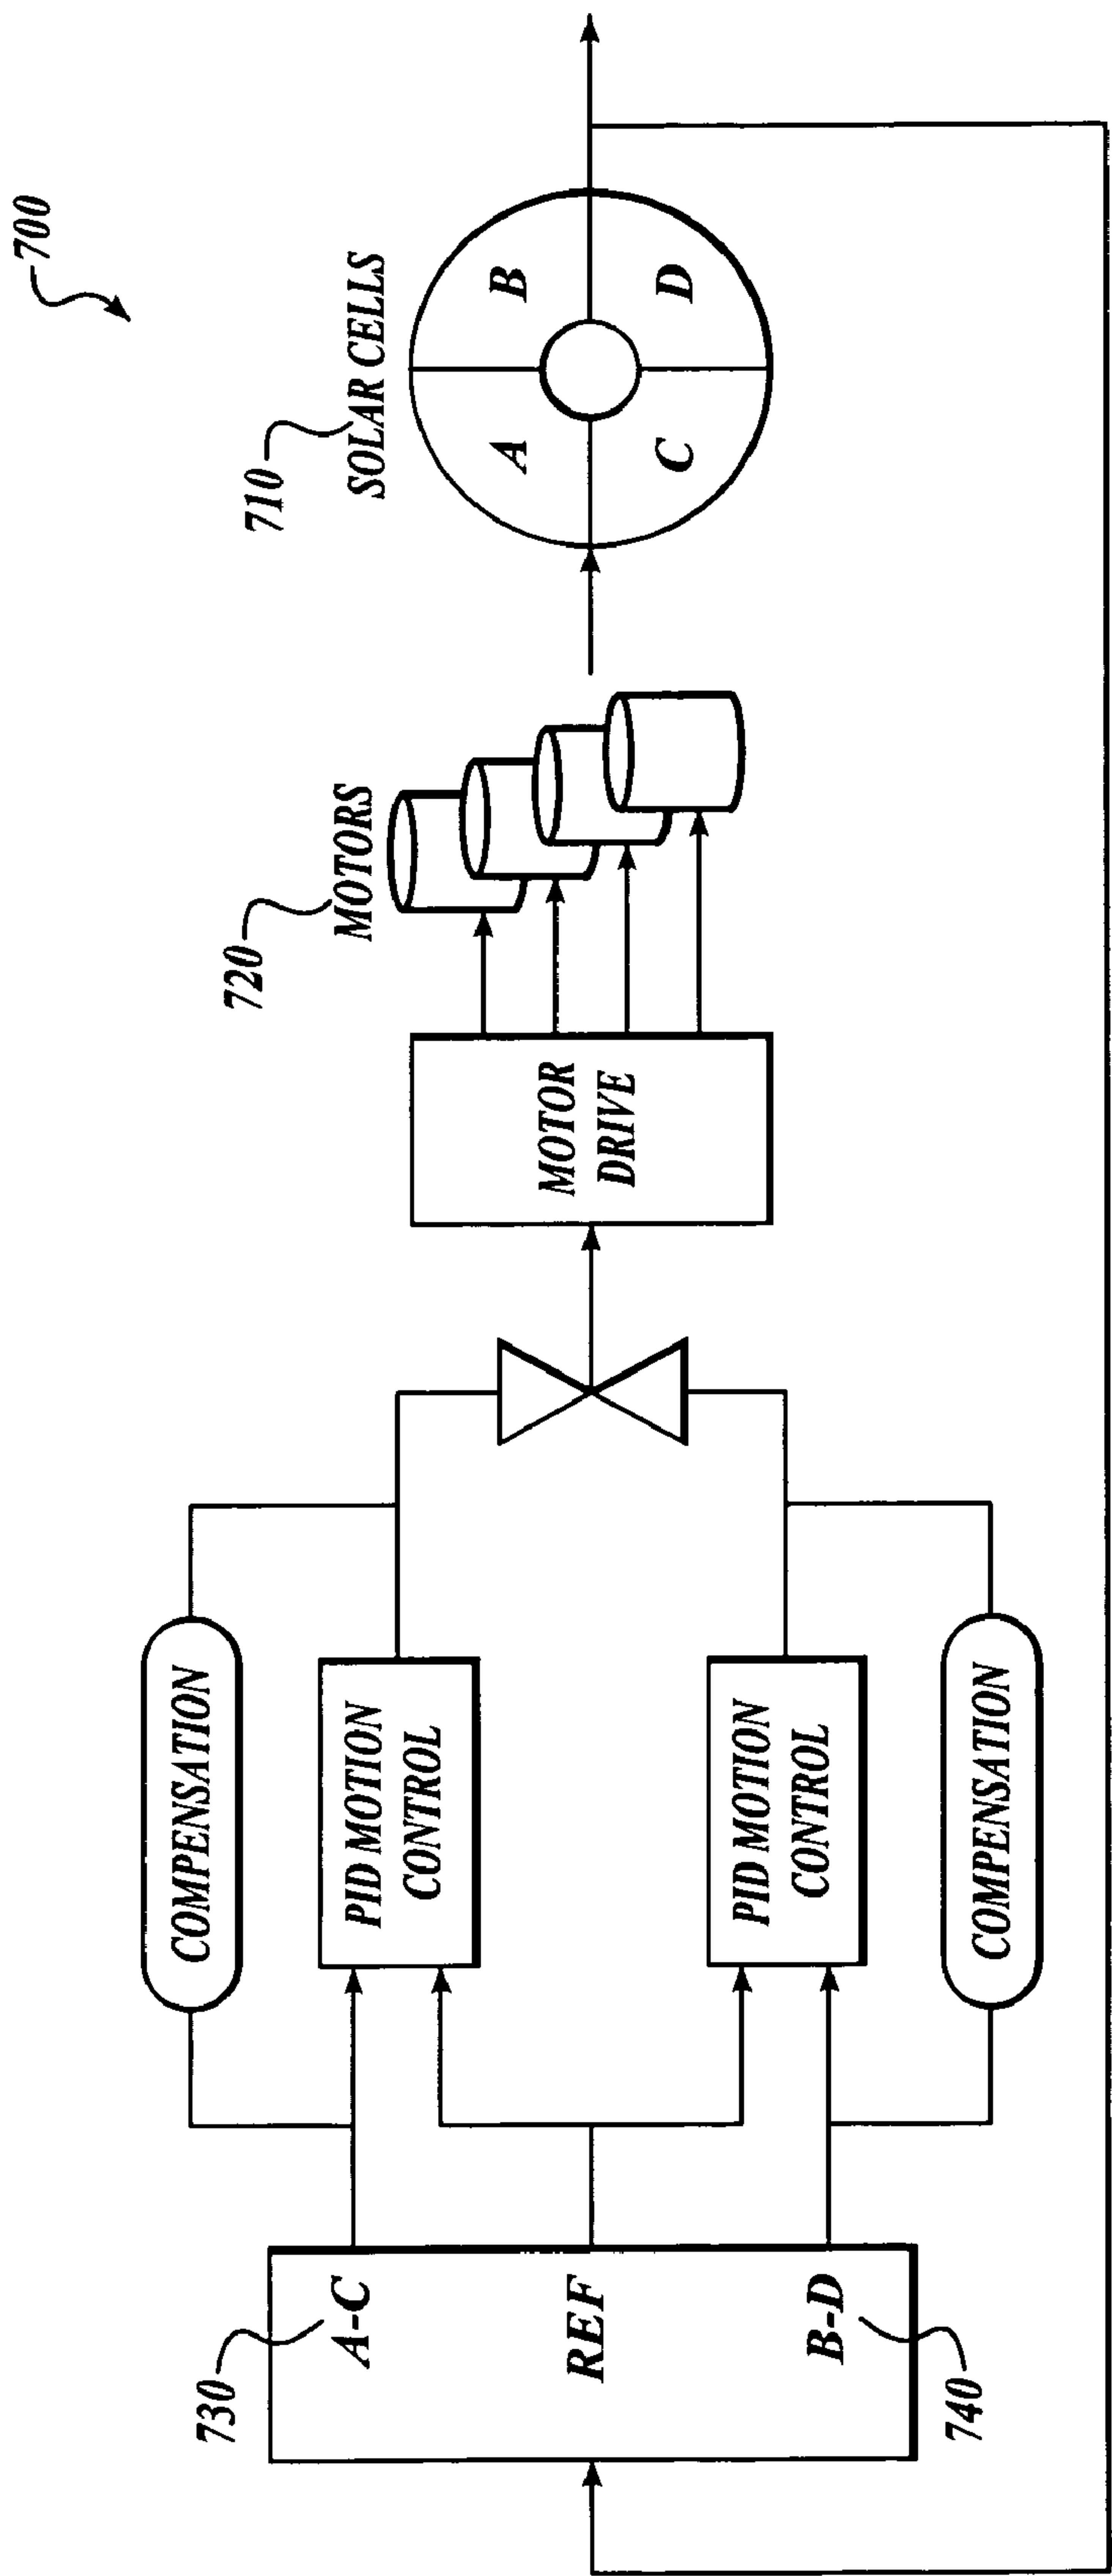 700
730
A-C
REF
B-D
740
COMPENSATION
PID MOTION
CONTROL
PID MOTION
CONTROL
COMPENSATION
MOTOR
DRIVE
720
MOTORS
710
SOLAR CELLS
A
B
C
D